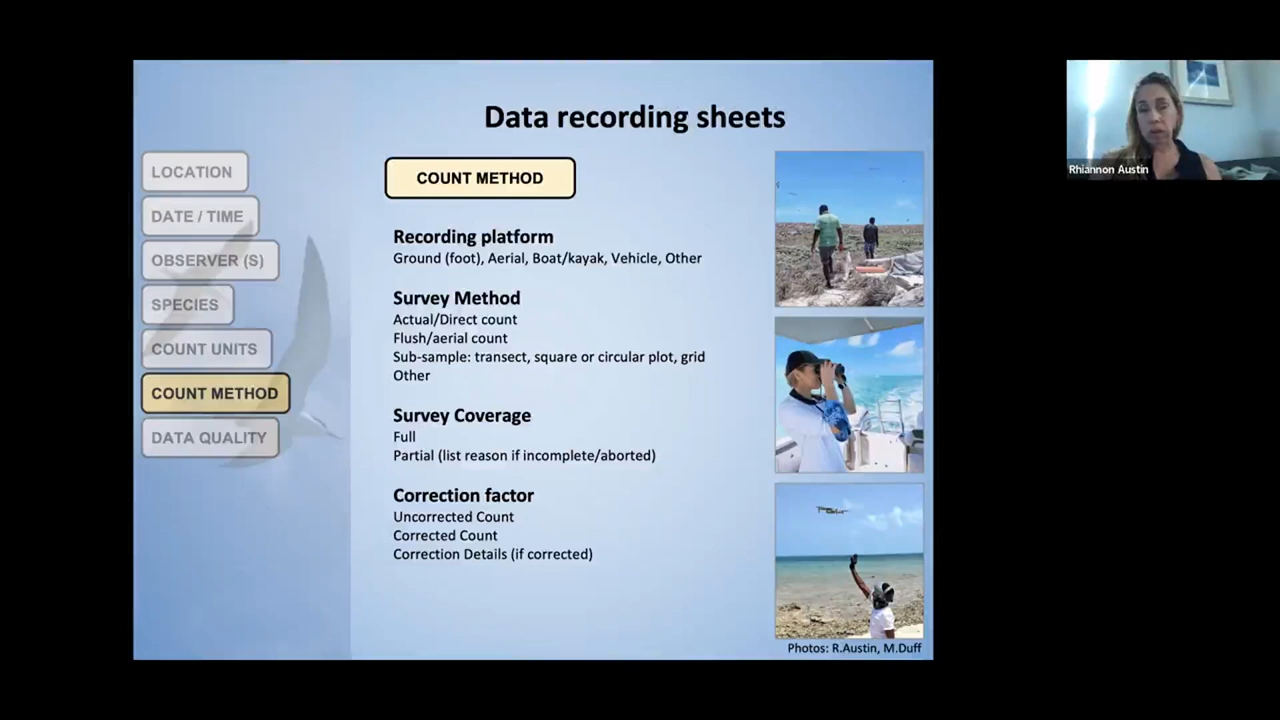 Data recording sheets
LOCATION
DATE / TIME
OBSERVER (S)
SPECIES
COUNT UNITS
COUNT METHOD
DATA QUALITY
COUNT METHOD
Recording platform
Ground (foot), Aerial, Boat/kayak, Vehicle, Other
Survey Method
Actual/Direct count
Flush/aerial count
Sub-sample: transect, square or circular plot, grid
Other
Survey Coverage
Full
Partial (list reason if incomplete/aborted)
Correction factor
Uncorrected Count
Corrected Count
Correction Details (if corrected)
Photos: R.Austin, M.Duff
Rhiannon Austin